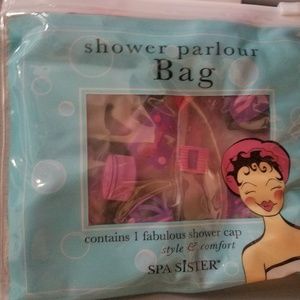 shower parlour
Bag
contains 1 fabulous shower cap
style & comfort
SPA SISTER®